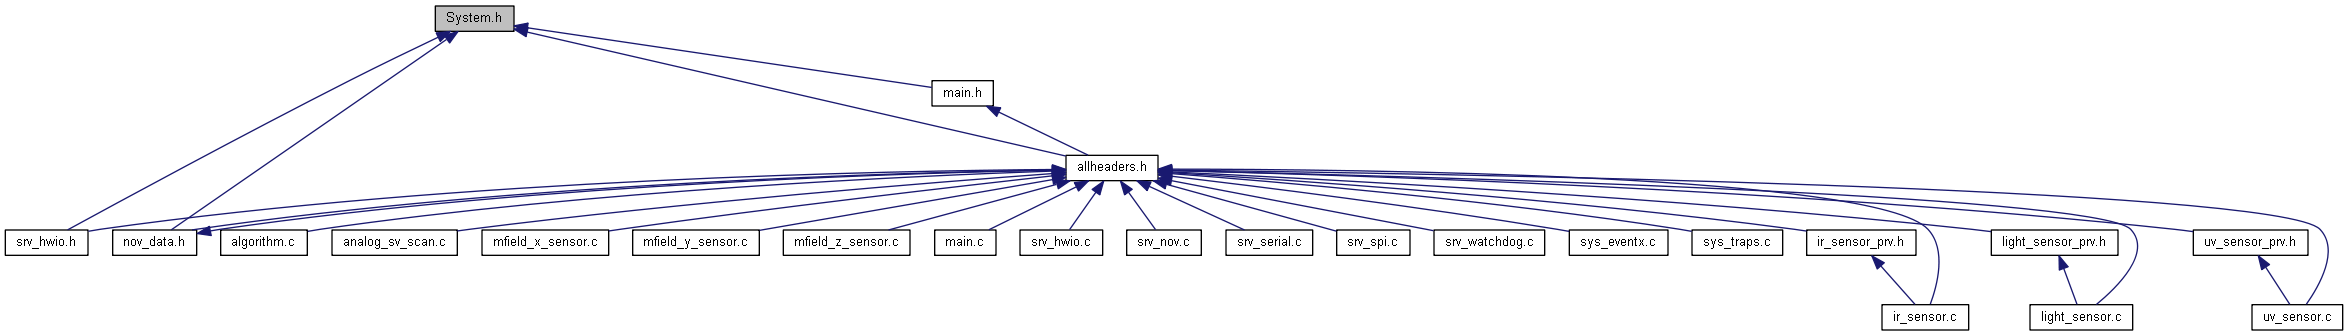 System.h
main.h
allheaders.h
srv_hwio.h
nov_data.h
algorithm.c
analog_sv_scan.c
mfield_x_sensor.c
mfield_y_sensor.c
mfield_z_sensor.c
main.c
srv_hwio.c
srv_nov.c
srv_serial.c
srv_spi.c
srv_watchdog.c
sys_eventx.c
sys_traps.c
ir_sensor_prv.h
light_sensor_prv.h
uv_sensor_prv.h
ir_sensor.c
light_sensor.c
uv_sensor.c